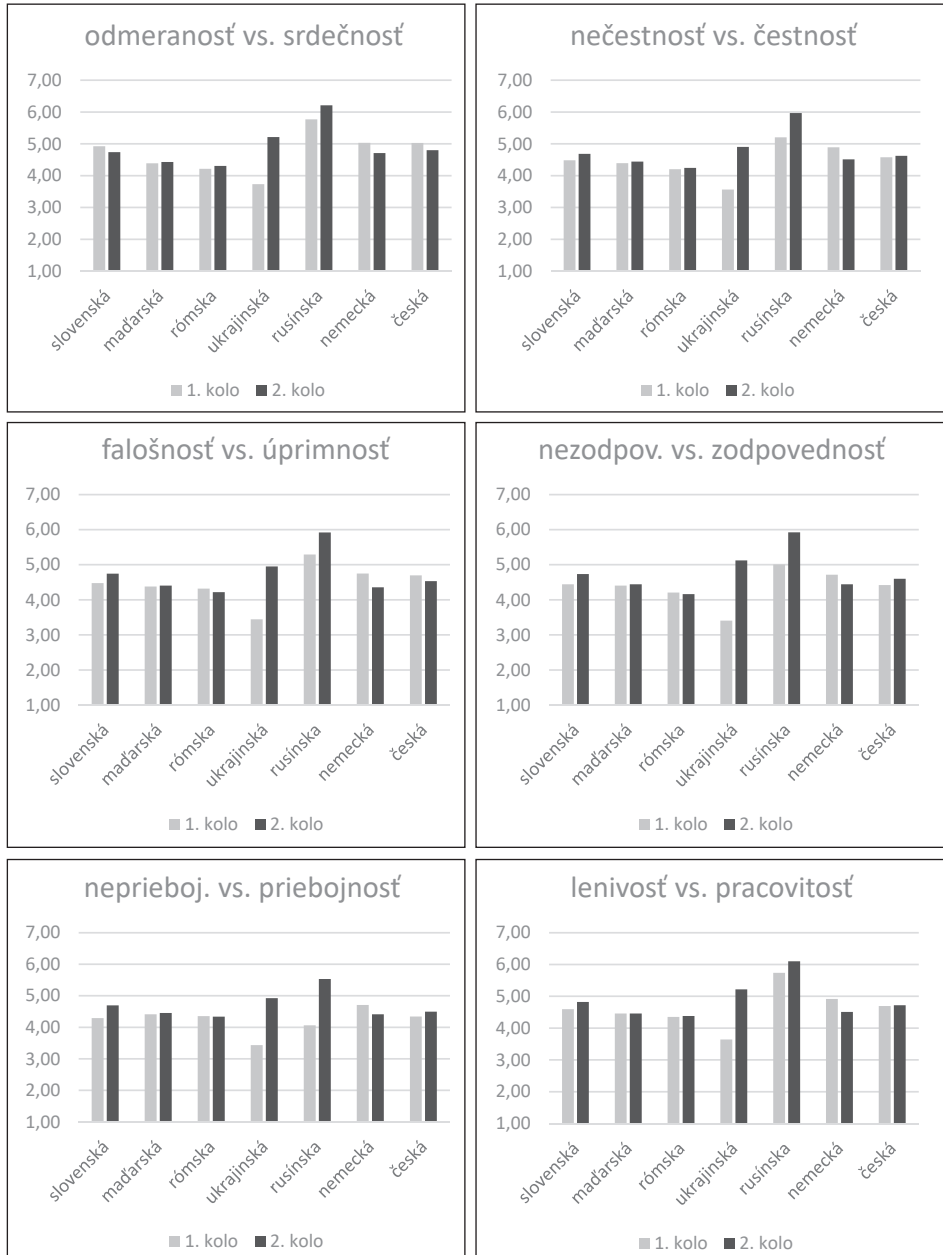 odmeranosť vs. srdečnosť
7,00
6,00
5,00
4,00
3,00
2,00
1,00
slovenská
maďarská
rómska
ukrajinská
rusínska
nemecká
česká
1. kolo 2. kolo
nečestnosť vs. čestnosť
7,00
6,00
5,00
4,00
3,00
2,00
1,00
slovenská
maďarská
rómska
ukrajinská
rusínska
nemecká
česká
1. kolo 2. kolo
falošnosť vs. úprimnosť
7,00
6,00
5,00
4,00
3,00
2,00
1,00
slovenská
maďarská
rómska
ukrajinská
rusínska
nemecká
česká
1. kolo 2. kolo
nezodpov. vs. zodpovednosť
7,00
6,00
5,00
4,00
3,00
2,00
1,00
slovenská
maďarská
rómska
ukrajinská
rusínska
nemecká
česká
1. kolo 2. kolo
neprieboj. vs. priebojnosť
7,00
6,00
5,00
4,00
3,00
2,00
1,00
slovenská
maďarská
rómska
ukrajinská
rusínska
nemecká
česká
1. kolo 2. kolo
lenivosť vs. pracovitosť
7,00
6,00
5,00
4,00
3,00
2,00
1,00
slovenská
maďarská
rómska
ukrajinská
rusínska
nemecká
česká
1. kolo 2. kolo